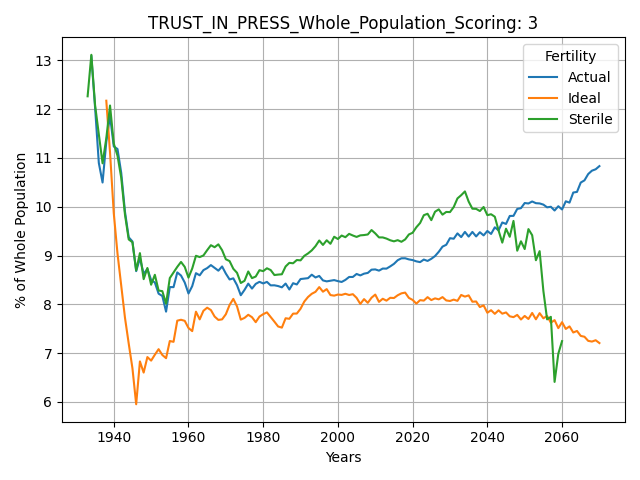 TRUST_IN_PRESS_Whole_Population_Scoring: 3
Fertility
Actual
Ideal
Sterile
% of Whole Population
13
12
11
10
9
8
7
6
1940
1960
1980
2000
2020
2040
2060
Years